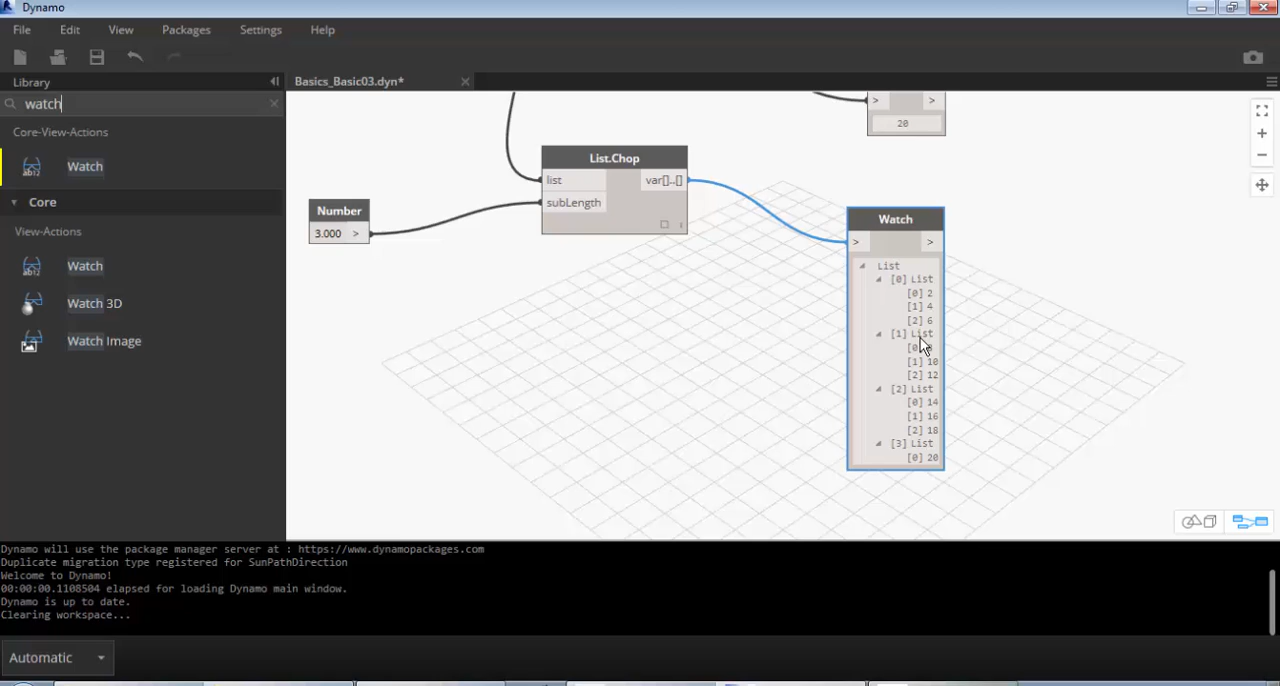 Dynamo
File Edit View Packages Settings Help
Library
Basics_Basic03.dyn*
watch
Core-View-Actions
Watch
Core
View-Actions
Watch
Watch 3D
Watch Image
>
>
20
List.Chop
list
var[]..[]
subLength
Number
3.000 >
Watch
> >
List
[0] List
[0] 2
[1] 4
[2] 6
[1] List
[1] 10
[2] 12
[2] List
[0] 14
[1] 16
[2] 18
[3] List
[0] 20
Dynamo will use the package manager server at : https://www.dynamopackages.com
Duplicate migration type registered for SunPathDirection
Welcome to Dynamo!
00:00:00.1108504 elapsed for loading Dynamo main window.
Dynamo is up to date.
Clearing workspace...
Automatic